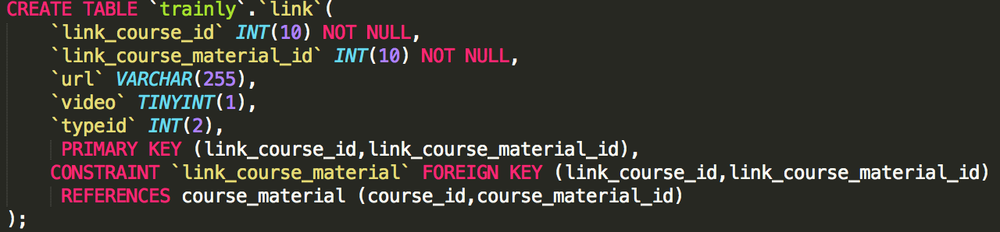 CREATE TABLE `trainly`.`link`(
`link_course_id` INT(10) NOT NULL,
`link_course_material_id` INT(10) NOT NULL,
`url` VARCHAR(255),
`video` TINYINT(1),
`typeid` INT(2),
PRIMARY KEY (link_course_id,link_course_material_id),
CONSTRAINT `link_course_material` FOREIGN KEY (link_course_id,link_course_material_id)
REFERENCES course_material (course_id,course_material_id)
);